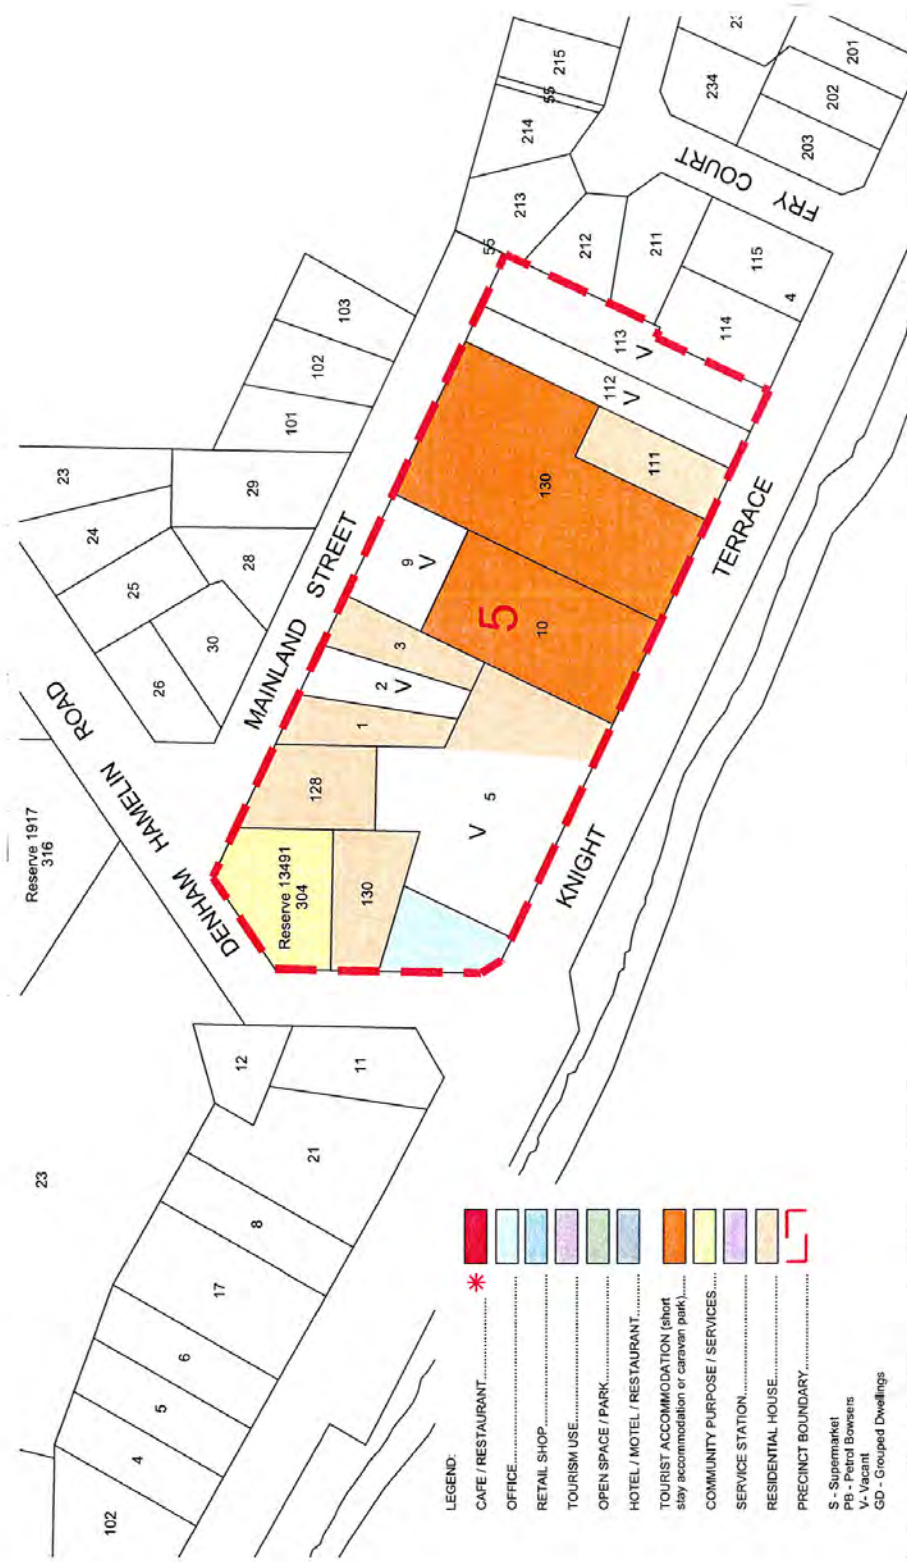 Reserve 1917
316
23
24
25
26
30
28
29
101
102
103
55
213
214
55
215
212
211
234
23
201
202
203
FRY COURT
115
114
4
DENHAM HAMELIN ROAD
MAINLAND STREET
KNIGHT TERRACE
Reserve 13491
304
130
128
1
2
V
3
9
V
5
V
10
5
130
111
112
V
113
V
23
12
11
21
8
17
6
5
4
102
LEGEND:
CAFE / RESTAURANT
OFFICE
RETAIL SHOP
TOURISM USE
OPEN SPACE / PARK
HOTEL / MOTEL / RESTAURANT
TOURIST ACCOMMODATION (short
stay accommodation or caravan park)
COMMUNITY PURPOSE / SERVICES
SERVICE STATION
RESIDENTIAL HOUSE
PRECINCT BOUNDARY
S - Supermarket
PB - Petrol Bowsers
V - Vacant
GD - Grouped Dwellings